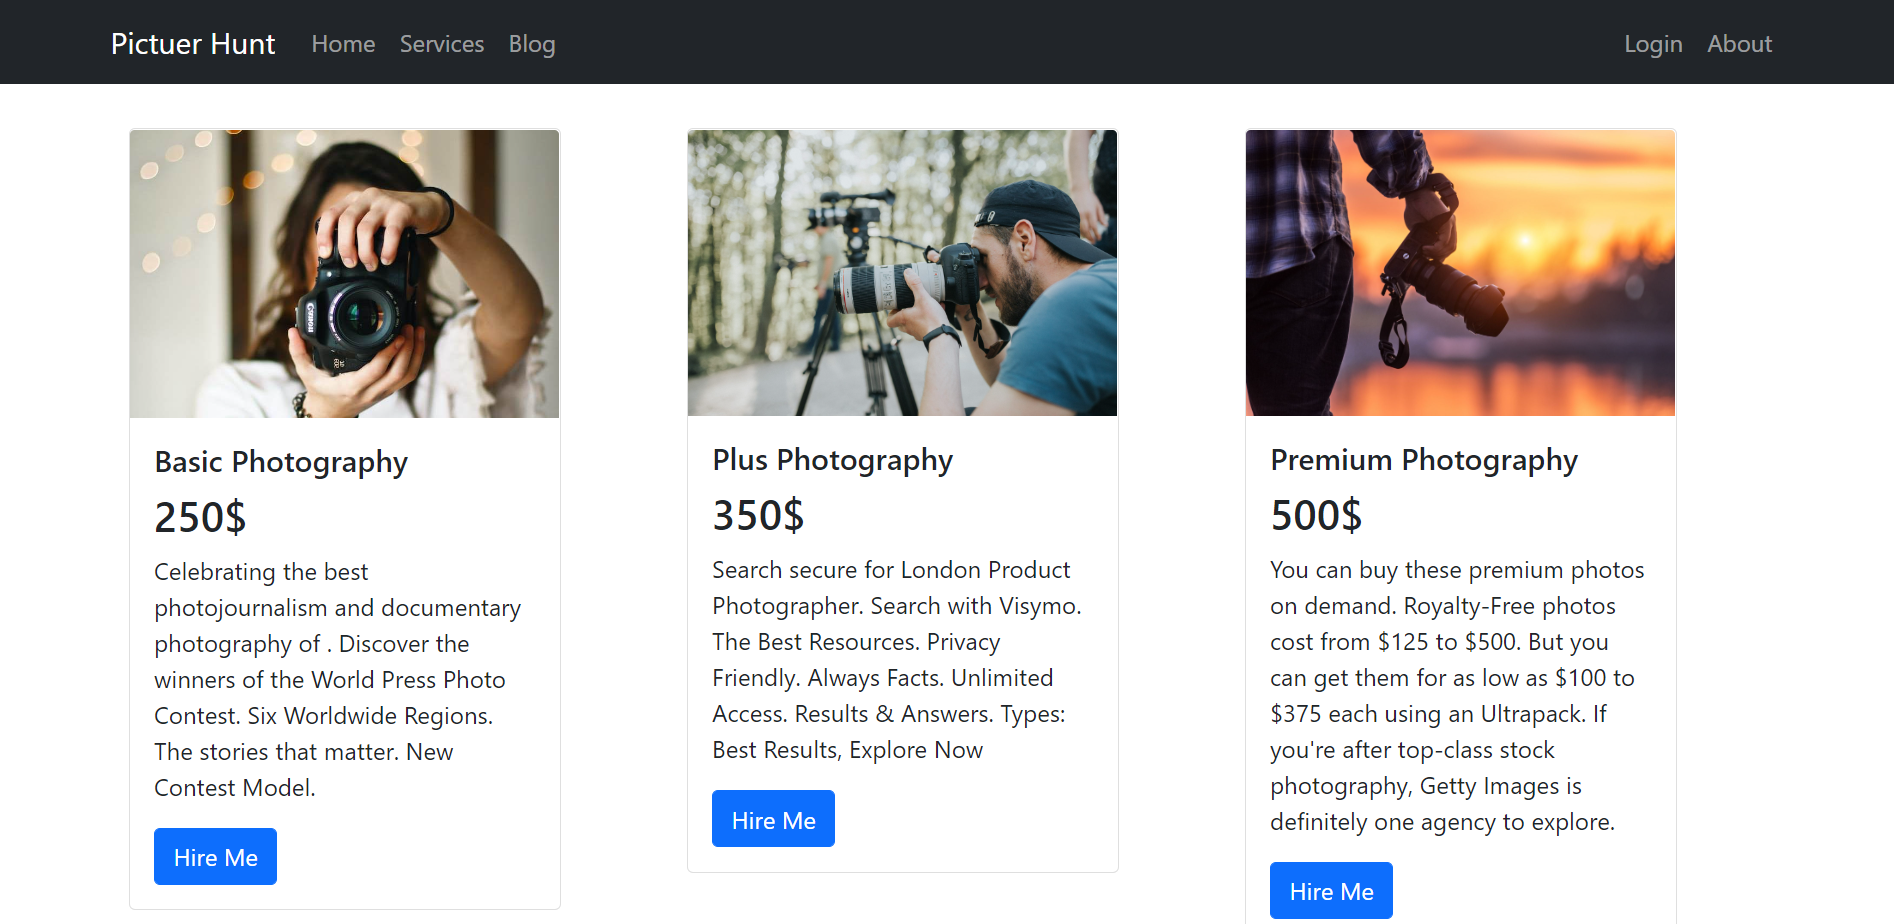 Pictuer Hunt Home Services Blog Login About
Canon
Basic Photography
250$
Celebrating the best
photojournalism and documentary
photography of . Discover the
winners of the World Press Photo
Contest. Six Worldwide Regions.
The stories that matter. New
Contest Model.
Hire Me
Plus Photography
350$
Search secure for London Product
Photographer. Search with Visymo.
The Best Resources. Privacy
Friendly. Always Facts. Unlimited
Access. Results & Answers. Types:
Best Results, Explore Now
Hire Me
Premium Photography
500$
You can buy these premium photos
on demand. Royalty-Free photos
cost from $125 to $500. But you
can get them for as low as $100 to
$375 each using an Ultrapack. If
you're after top-class stock
photography, Getty Images is
definitely one agency to explore.
Hire Me